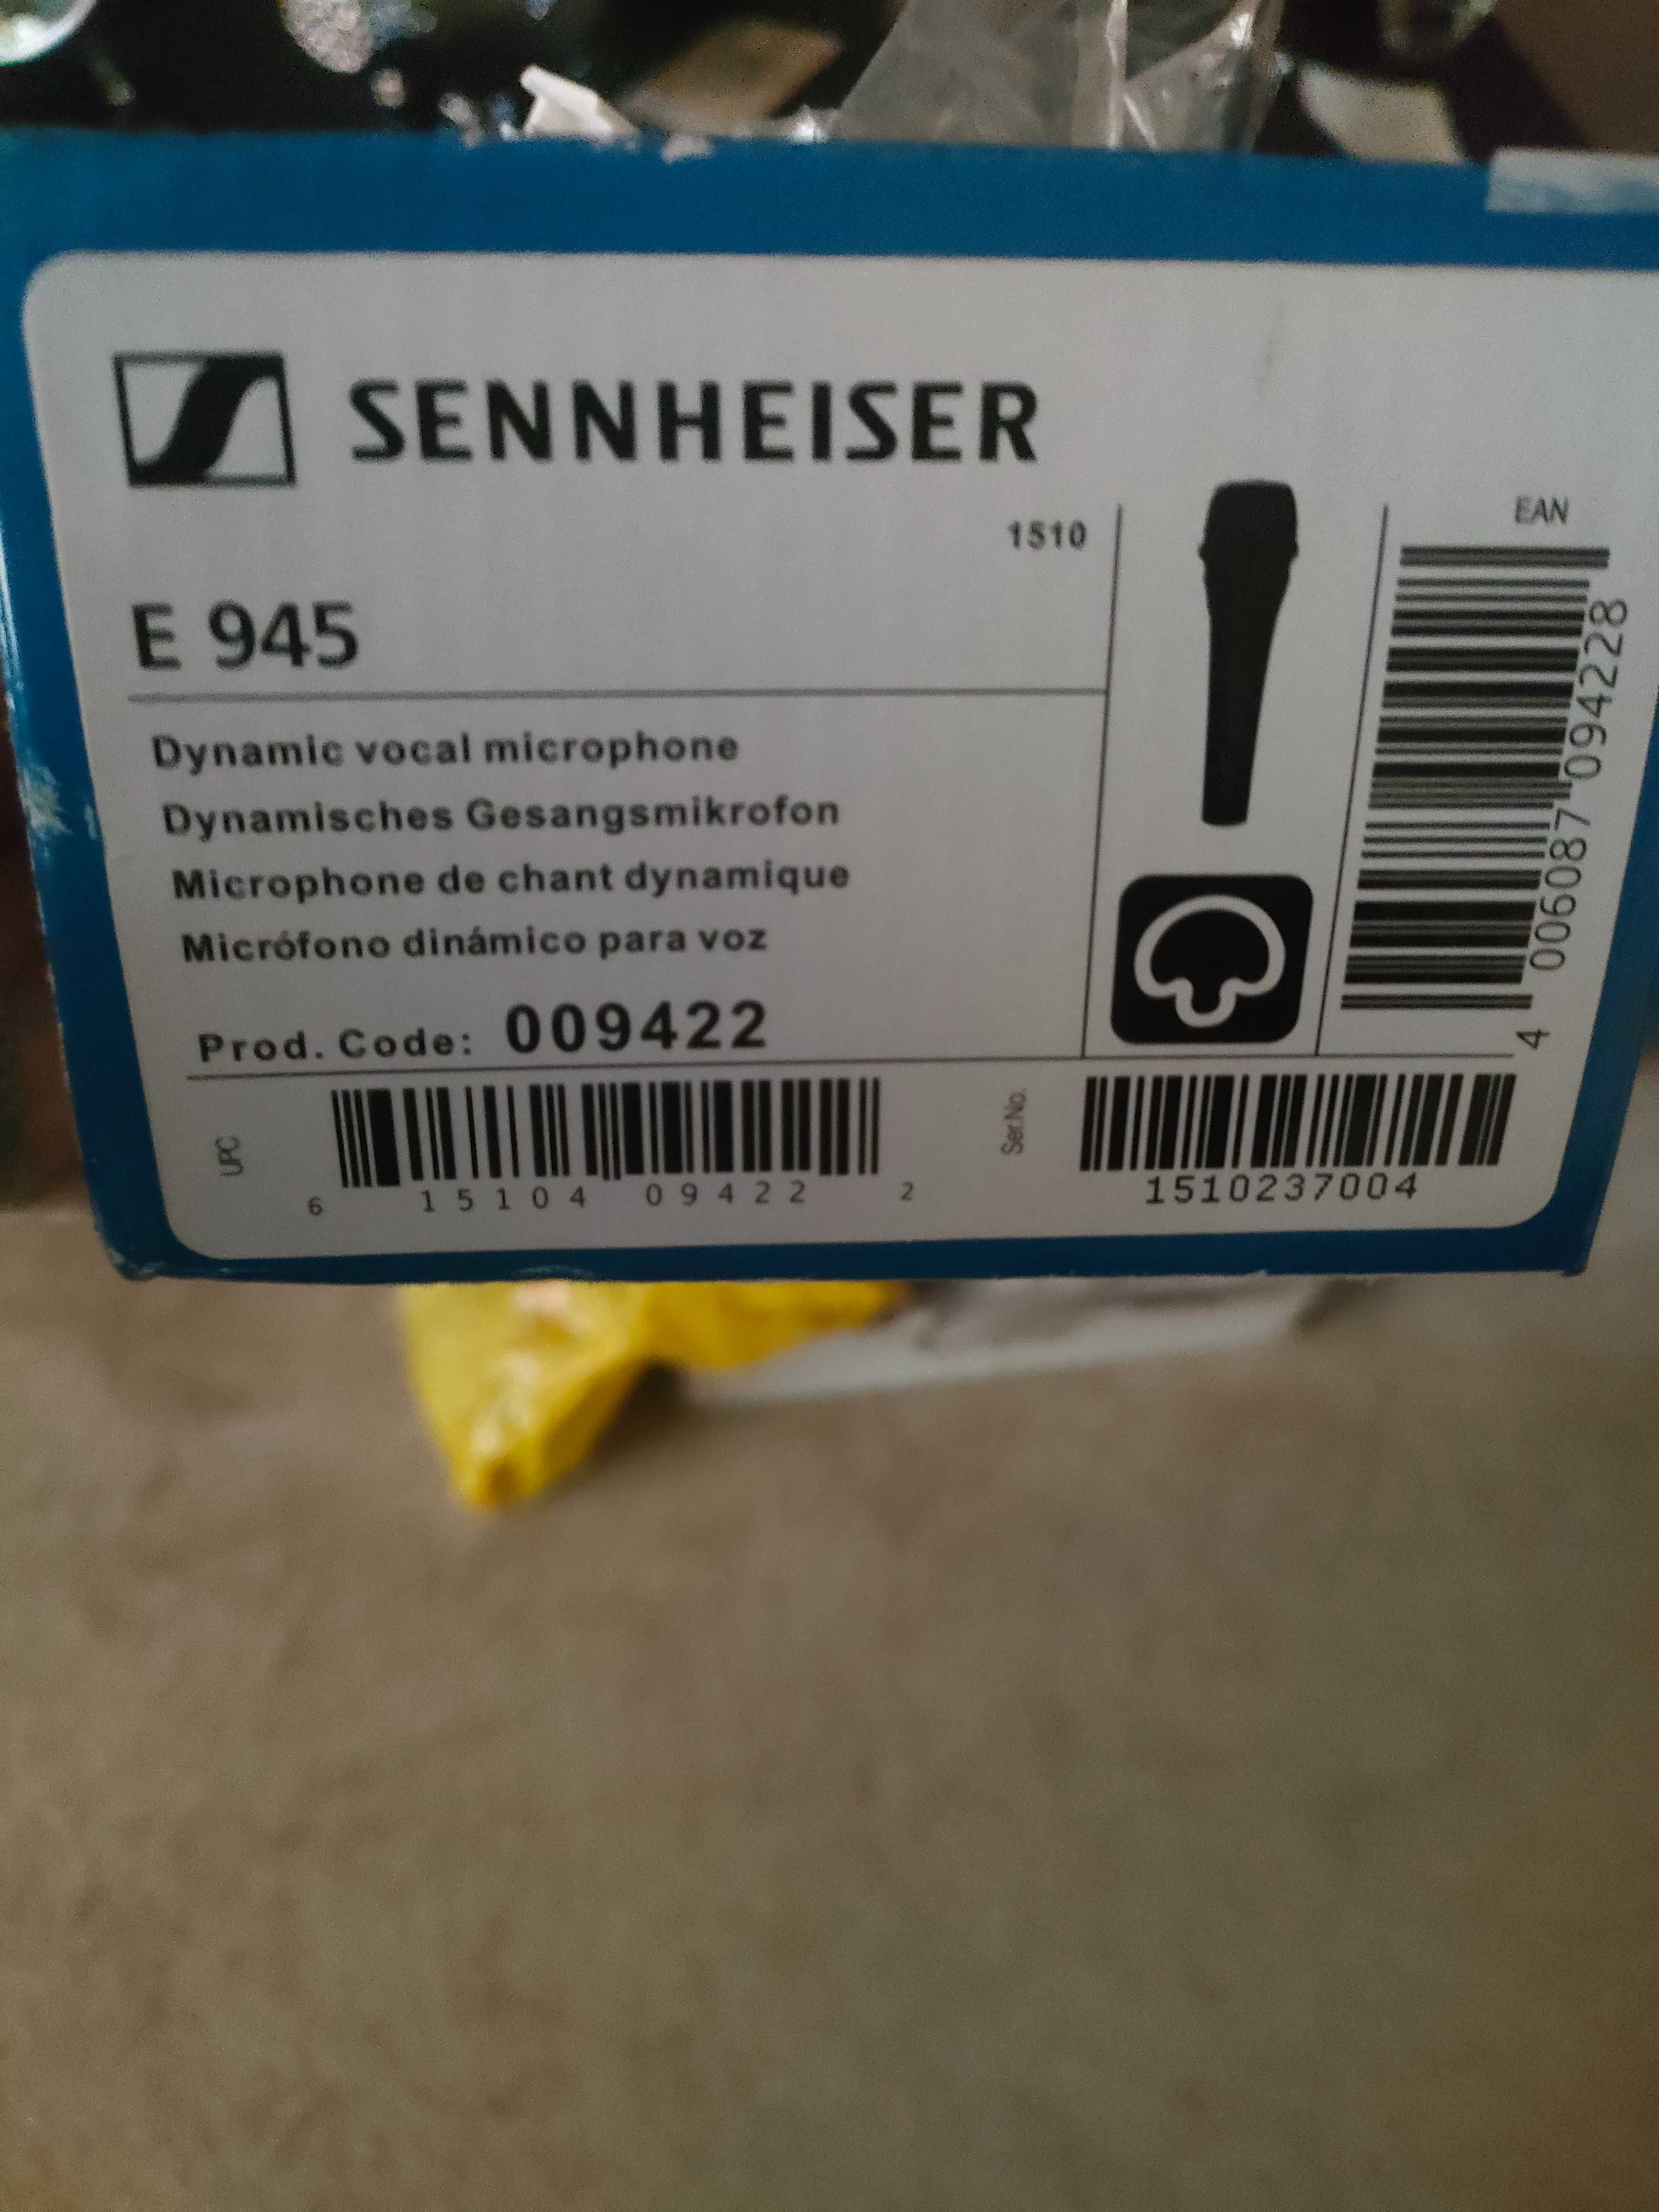 SENNHEISER
1510
E 945
Dynamic vocal microphone
Dynamisches Gesangsmikrofon
Microphone de chant dynamique
Micrófono dinámico para voz
Prod. Code: 009422
EAN
4 006087 094228
UPC
6 15104 09422 2
Ser.No.
1510237004